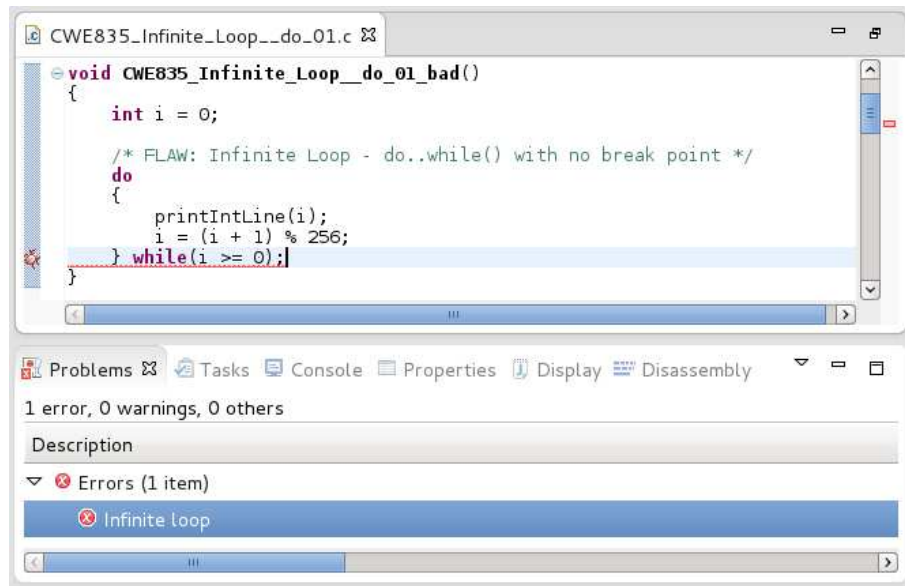 CWE835_Infinite_Loop__do_01.c
void CWE835_Infinite_Loop__do_01_bad()
{
int i = 0;
/* FLAW: Infinite Loop - do..while() with no break point */
do
{
printIntLine(i);
i = (i + 1) % 256;
} while(i >= 0);
}
Problems Tasks Console Properties Display Disassembly
1 error, 0 warnings, 0 others
Description
Errors (1 item)
Infinite loop